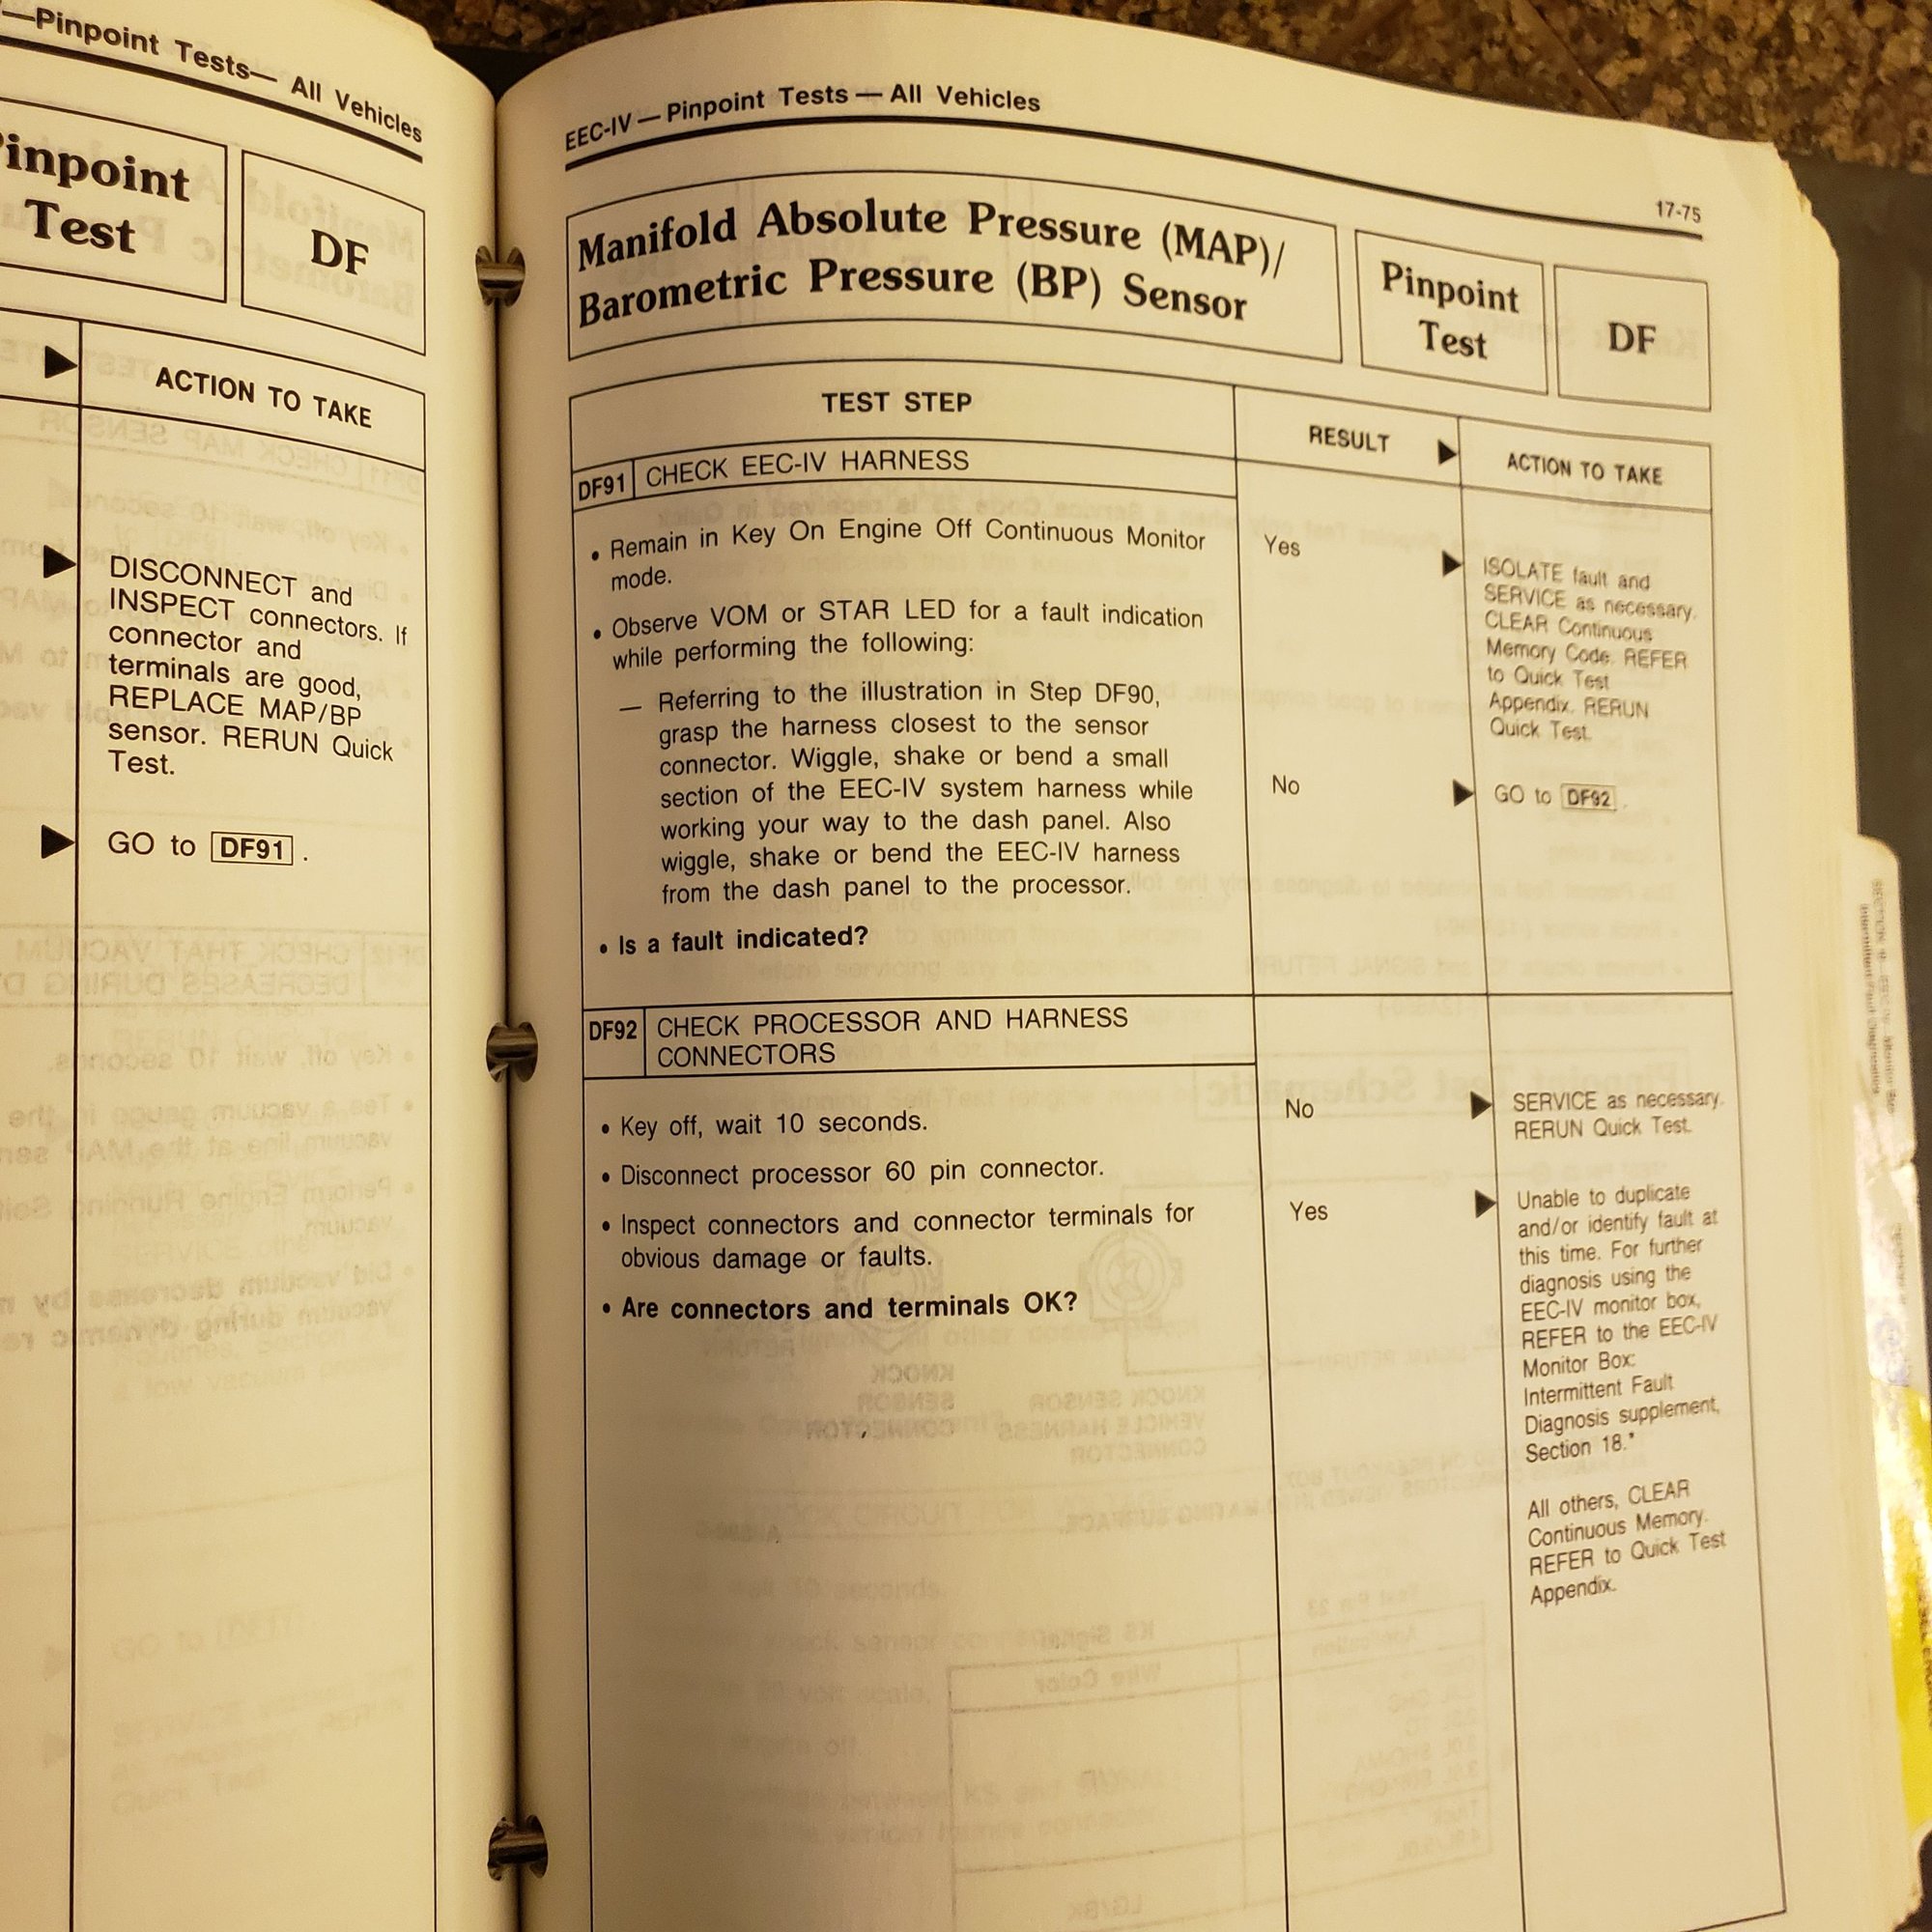 —Pinpoint Tests— All Vehicles
Pinpoint
Test
DF
ACTION TO TAKE
DISCONNECT and
INSPECT connectors. If
connector and
terminals are good,
REPLACE MAP/BP
sensor. RERUN Quick
Test.
GO to DF91 .
EEC-IV — Pinpoint Tests — All Vehicles
17-75
Manifold Absolute Pressure (MAP)/
Barometric Pressure (BP) Sensor
Pinpoint
Test
DF
TEST STEP
RESULT
ACTION TO TAKE
DF91 CHECK EEC-IV HARNESS
• Remain in Key On Engine Off Continuous Monitor
mode.
• Observe VOM or STAR LED for a fault indication
while performing the following:
— Referring to the illustration in Step DF90,
grasp the harness closest to the sensor
connector. Wiggle, shake or bend a small
section of the EEC-IV system harness while
working your way to the dash panel. Also
wiggle, shake or bend the EEC-IV harness
from the dash panel to the processor.
• Is a fault indicated?
Yes
ISOLATE fault and
SERVICE as necessary.
CLEAR Continuous
Memory Code. REFER
to Quick Test
Appendix. RERUN
Quick Test.
No
GO to DF92 .
DF92 CHECK PROCESSOR AND HARNESS
CONNECTORS
• Key off, wait 10 seconds.
• Disconnect processor 60 pin connector.
• Inspect connectors and connector terminals for
obvious damage or faults.
• Are connectors and terminals OK?
No
SERVICE as necessary.
RERUN Quick Test.
Yes
Unable to duplicate
and/or identify fault at
this time. For further
diagnosis using the
EEC-IV monitor box,
REFER to the EEC-IV
Monitor Box:
Intermittent Fault
Diagnosis supplement,
Section 18.*
All others, CLEAR
Continuous Memory.
REFER to Quick Test
Appendix.